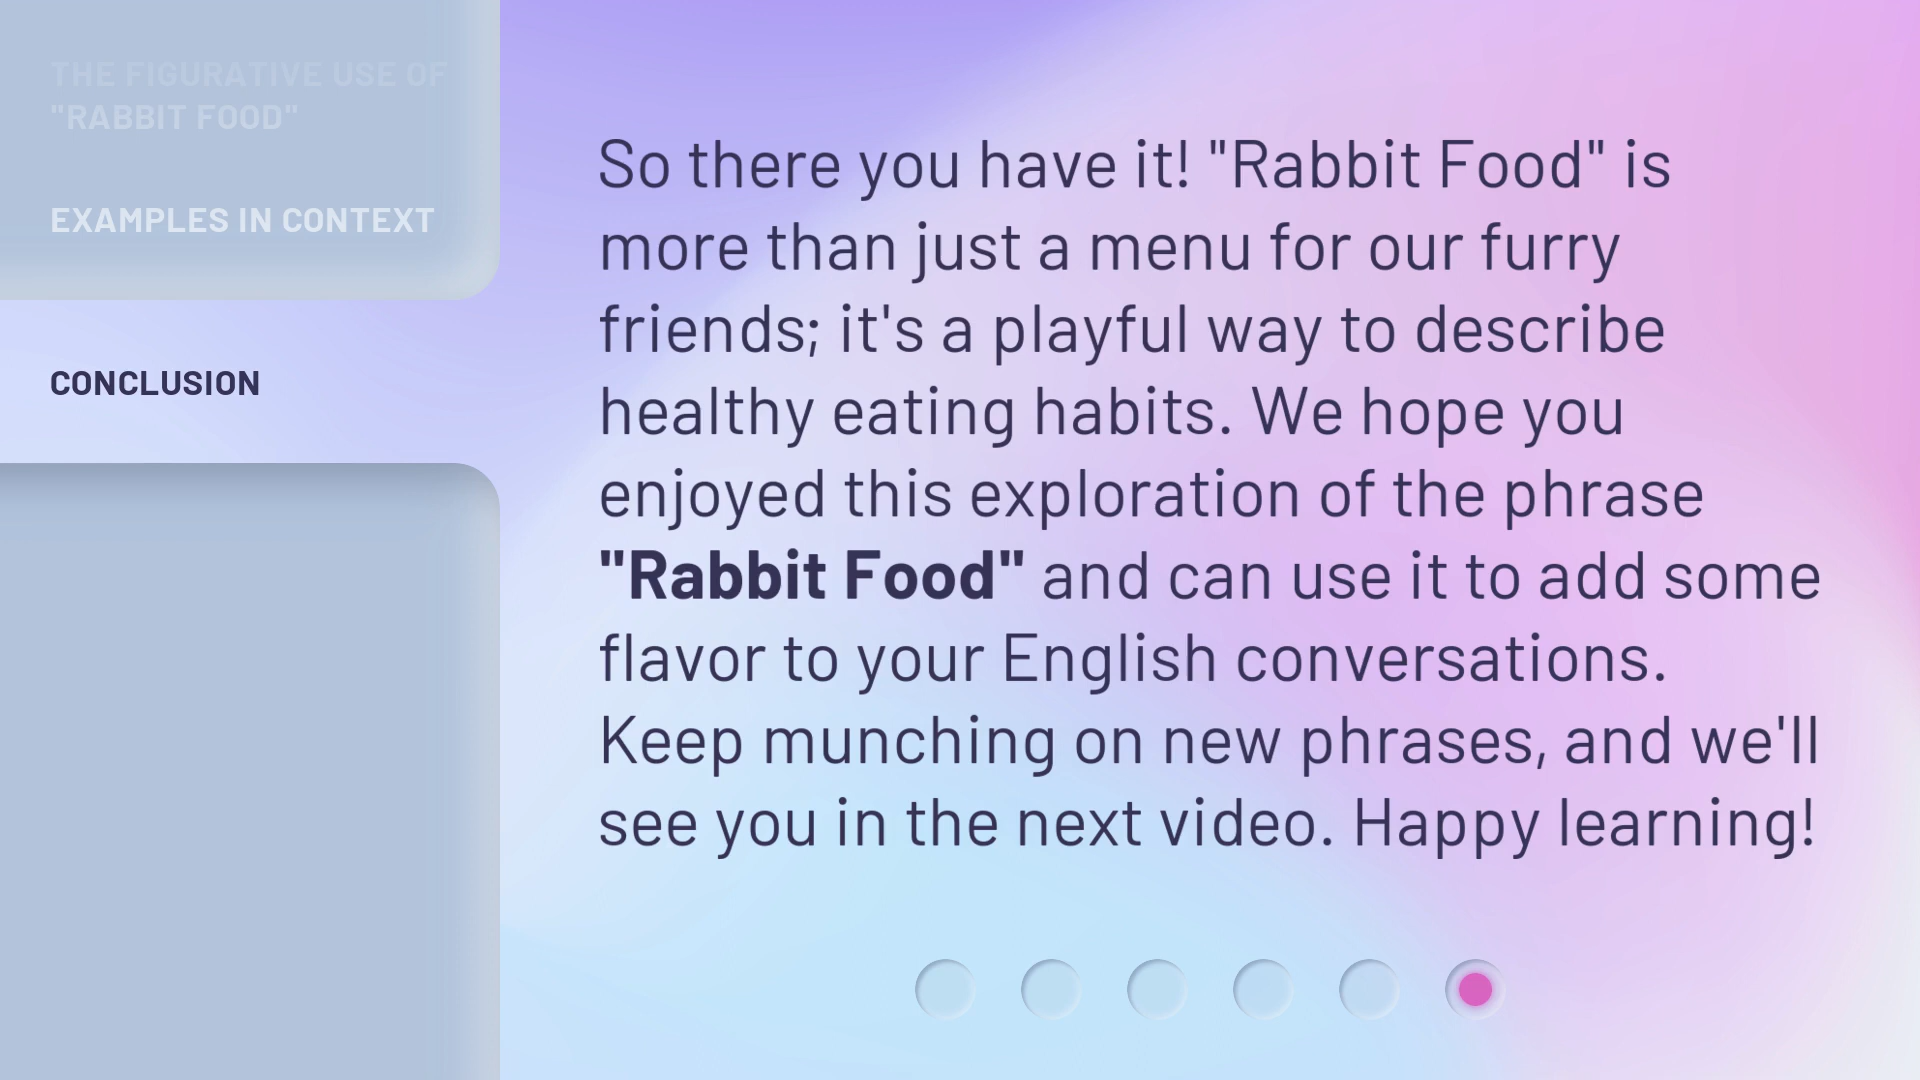 THE FIGURATIVE USE OF
"RABBIT FOOD"
EXAMPLES IN CONTEXT
CONCLUSION
So there you have it! "Rabbit Food" is
more than just a menu for our furry
friends; it's a playful way to describe
healthy eating habits. We hope you
enjoyed this exploration of the phrase
"Rabbit Food" and can use it to add some
flavor to your English conversations.
Keep munching on new phrases, and we'll
see you in the next video. Happy learning!